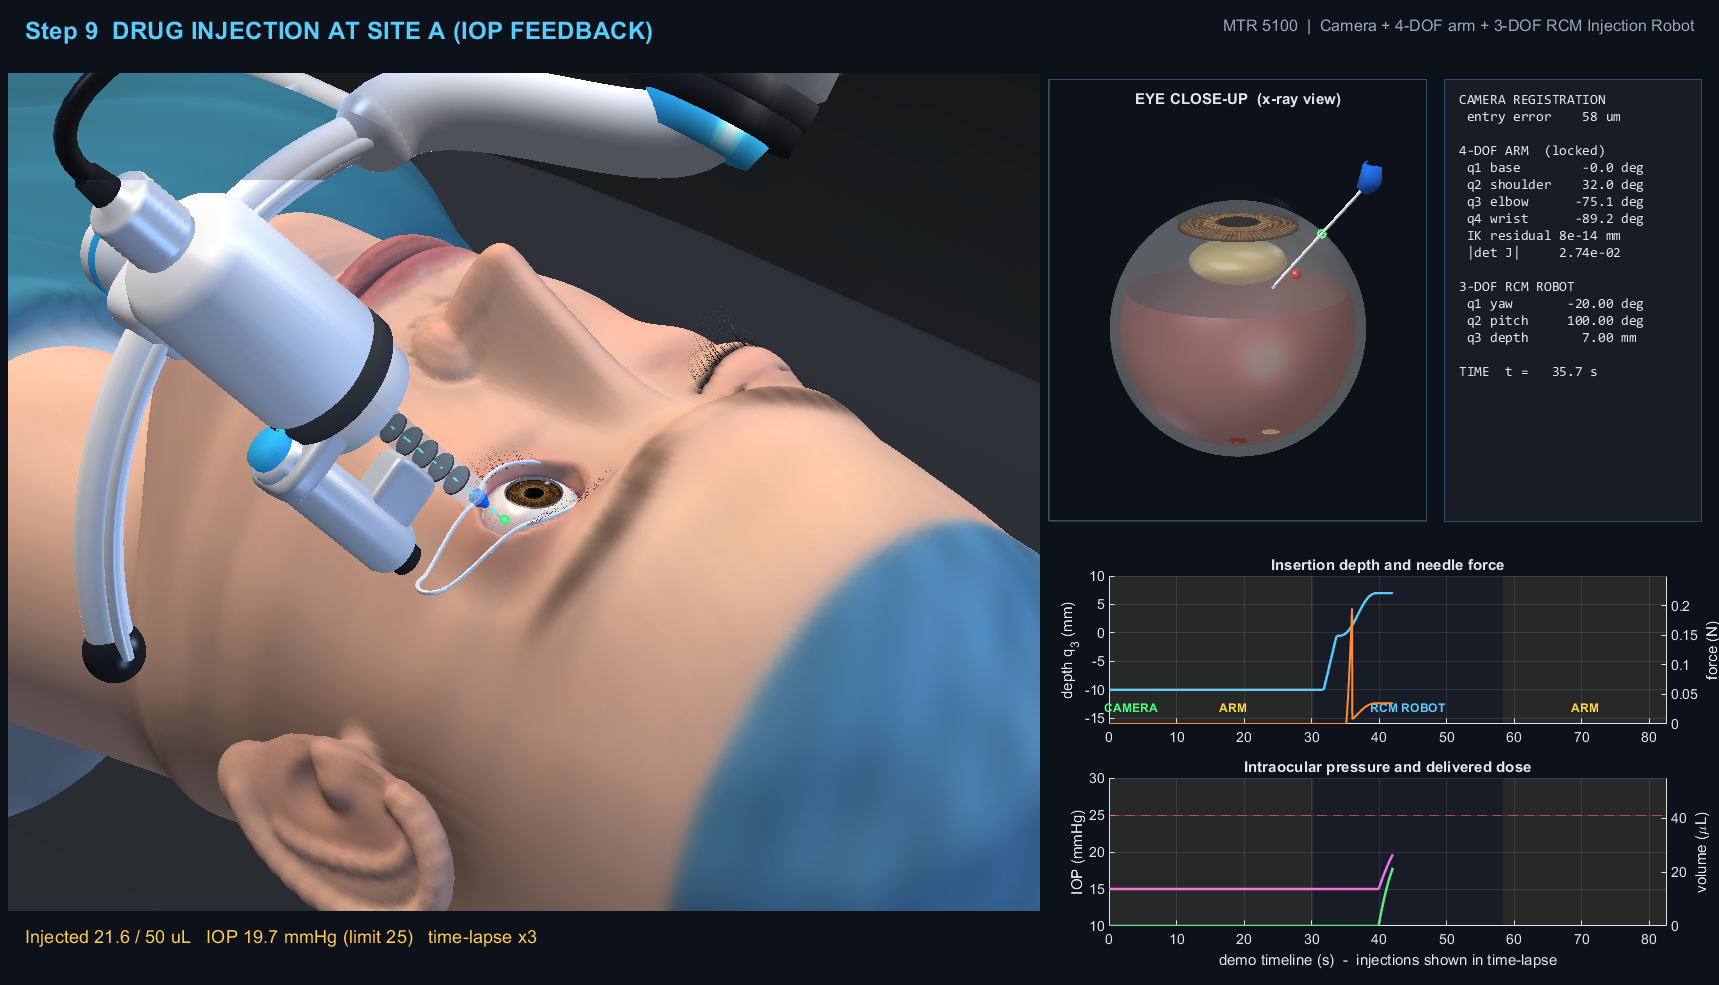 Step 9  DRUG INJECTION AT SITE A (IOP FEEDBACK)
MTR 5100  |  Camera + 4-DOF arm + 3-DOF RCM Injection Robot
EYE CLOSE-UP  (x-ray view)
CAMERA REGISTRATION
entry error    58 um
4-DOF ARM  (locked)
q1 base        -0.0 deg
q2 shoulder    32.0 deg
q3 elbow      -75.1 deg
q4 wrist      -89.2 deg
IK residual 8e-14 mm
|det J|     2.74e-02
3-DOF RCM ROBOT
q1 yaw       -20.00 deg
q2 pitch     100.00 deg
q3 depth       7.00 mm
TIME  t =   35.7 s
Insertion depth and needle force
depth q3 (mm)
10
5
0
-5
-10
-15
CAMERA
ARM
RCM ROBOT
ARM
0.2
0.15
0.1
0.05
0
force (N)
0 10 20 30 40 50 60 70 80
Intraocular pressure and delivered dose
IOP (mmHg)
30
25
20
15
10
40
20
0
volume (μL)
0 10 20 30 40 50 60 70 80
demo timeline (s)  -  injections shown in time-lapse
Injected 21.6 / 50 uL   IOP 19.7 mmHg (limit 25)   time-lapse x3